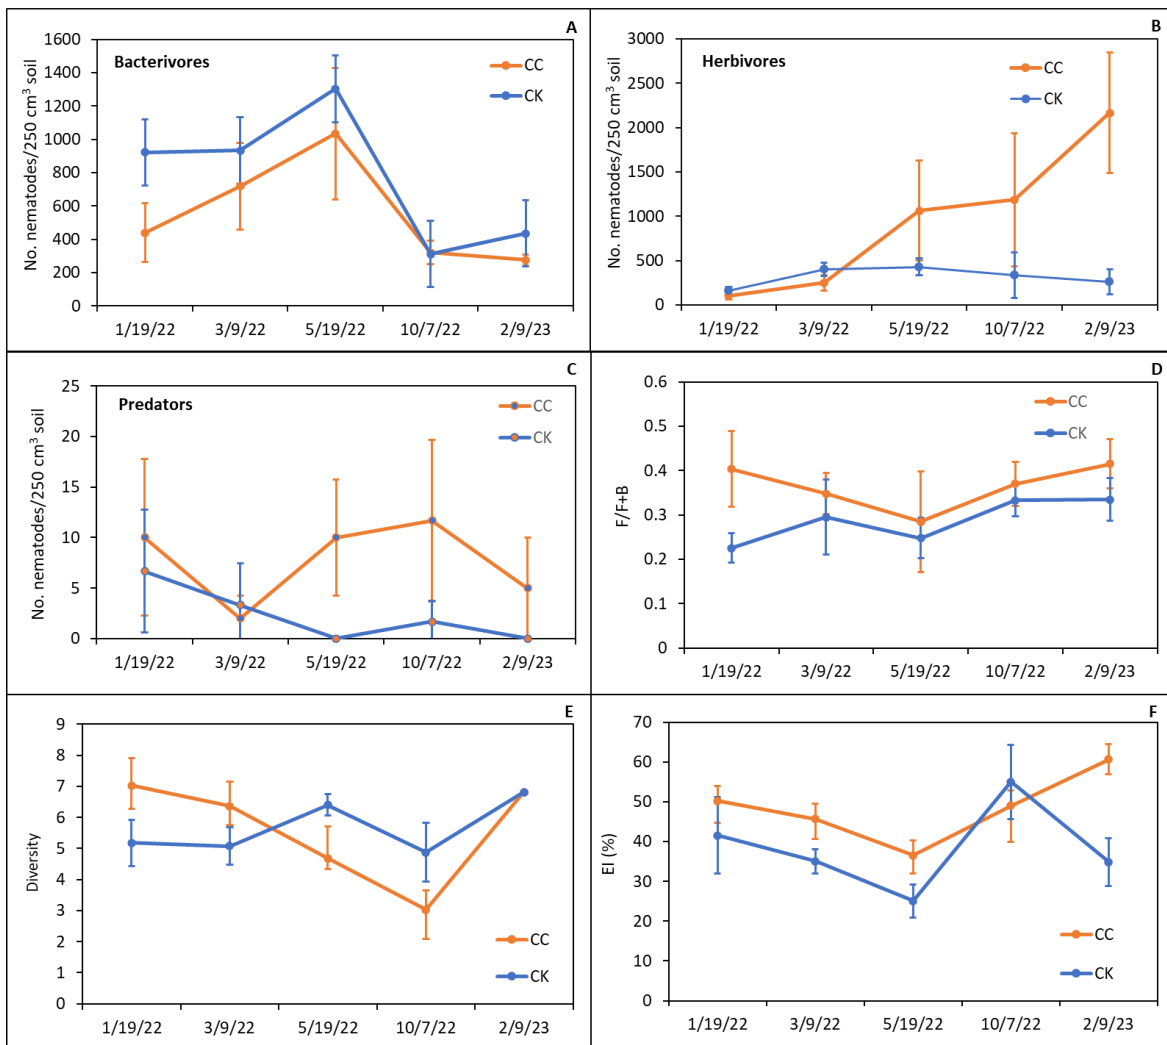 A
Bacterivores
CC
CK
No. nematodes/250 cm³ soil
1600
1400
1200
1000
800
600
400
200
0
1/19/22 3/9/22 5/19/22 10/7/22 2/9/23
B
Herbivores
CC
CK
No. nematodes/250 cm³ soil
3000
2500
2000
1500
1000
500
0
1/19/22 3/9/22 5/19/22 10/7/22 2/9/23
C
Predators
CC
CK
No. nematodes/250 cm³ soil
25
20
15
10
5
0
1/19/22 3/9/22 5/19/22 10/7/22 2/9/23
D
CC
CK
F/F+B
0.6
0.5
0.4
0.3
0.2
0.1
0
1/19/22 3/9/22 5/19/22 10/7/22 2/9/23
E
Diversity
9
8
7
6
5
4
3
2
1
0
CC
CK
1/19/22 3/9/22 5/19/22 10/7/22 2/9/23
F
EI (%)
70
60
50
40
30
20
10
0
CC
CK
1/19/22 3/9/22 5/19/22 10/7/22 2/9/23